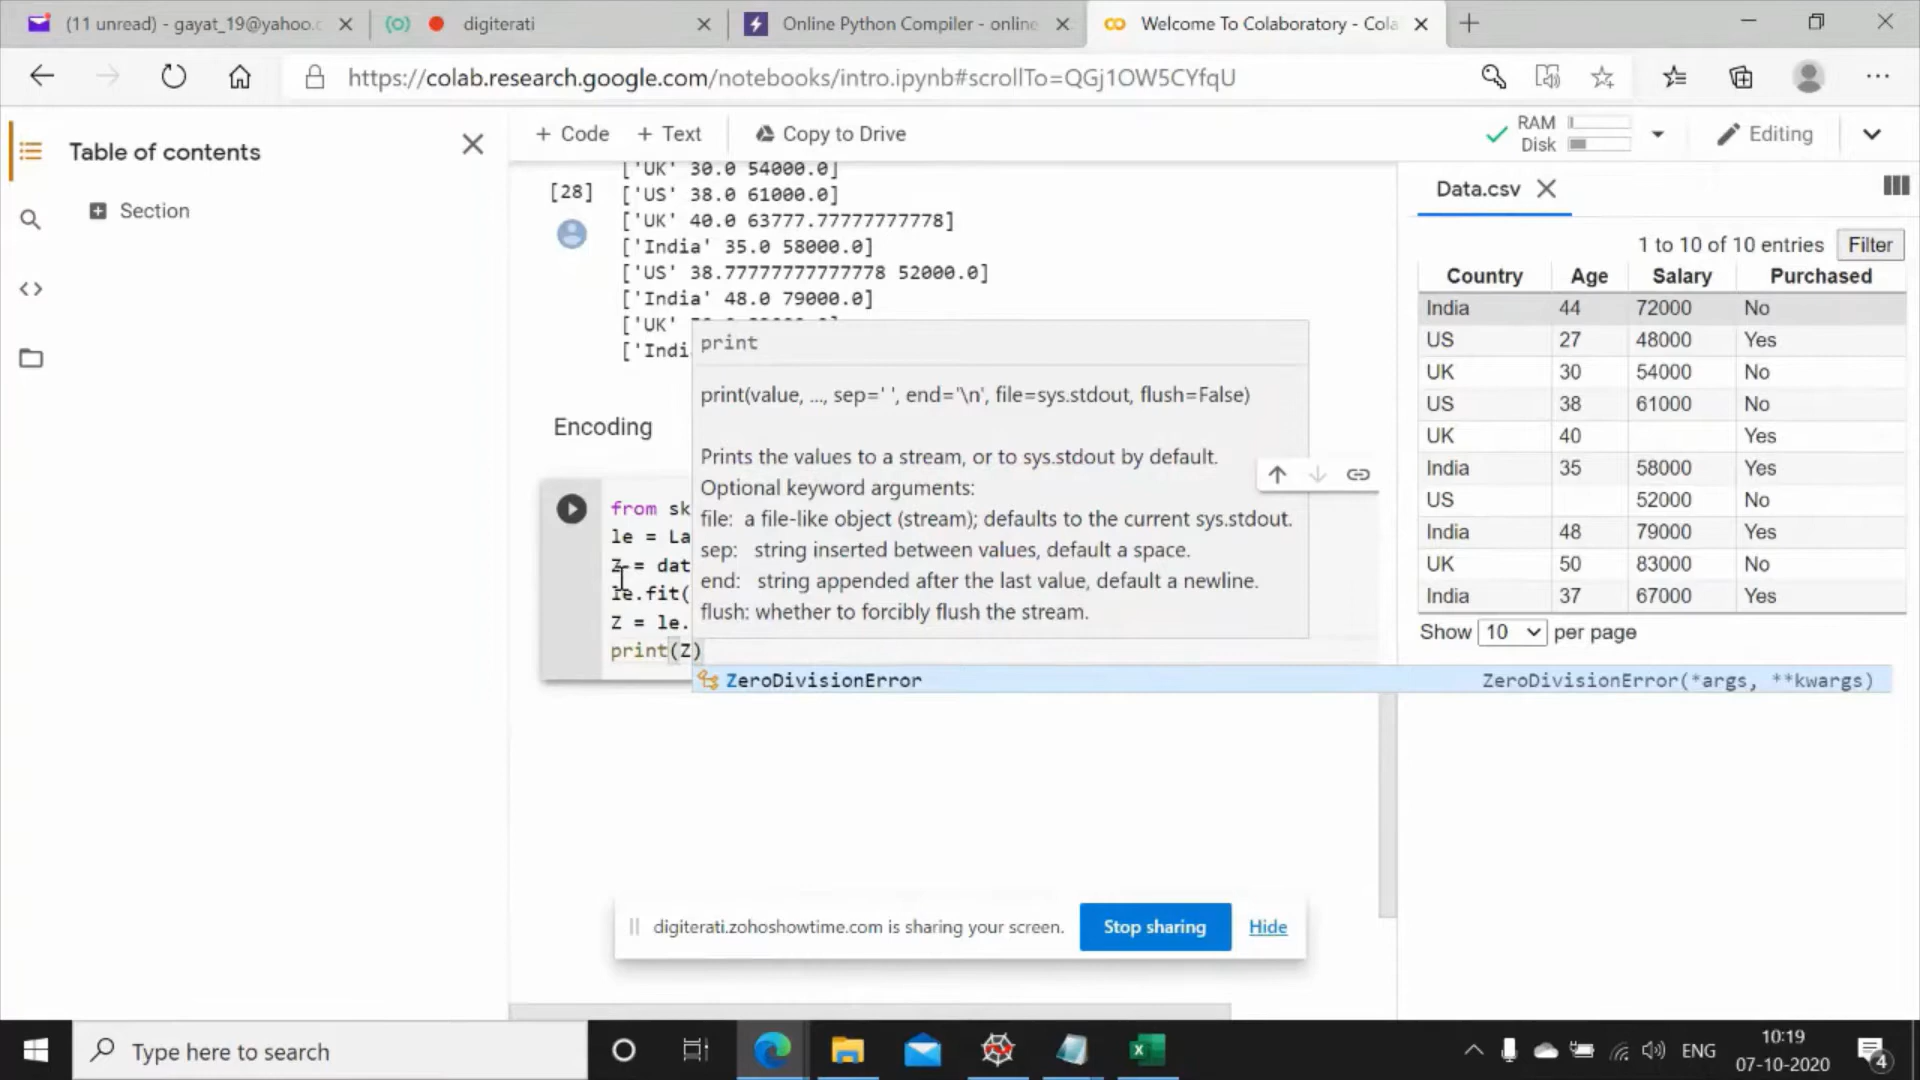 (11 unread) - gayat_19@yahoo.c
digiterati
Online Python Compiler - online
Welcome To Colaboratory - Cola
https://colab.research.google.com/notebooks/intro.ipynb#scrollTo=QGj1OW5CYfqU
Table of contents
Section
+ Code + Text Copy to Drive
RAM
Disk
Editing
[28]
['UK' 30.0 54000.0]
['US' 38.0 61000.0]
['UK' 40.0 63777.77777777778]
['India' 35.0 58000.0]
['US' 38.77777777777778 52000.0]
['India' 48.0 79000.0]
['UK'
['Indi
print
print(value, ..., sep=' ', end='\n', file=sys.stdout, flush=False)
Prints the values to a stream, or to sys.stdout by default.
Optional keyword arguments:
file: a file-like object (stream); defaults to the current sys.stdout.
sep: string inserted between values, default a space.
end: string appended after the last value, default a newline.
flush: whether to forcibly flush the stream.
Encoding
from sk
le = La
Z = dat
le.fit(
Z = le.
print(Z)
ZeroDivisionError ZeroDivisionError(*args, **kwargs)
Data.csv
1 to 10 of 10 entries Filter
Country Age Salary Purchased
India 44 72000 No
US 27 48000 Yes
UK 30 54000 No
US 38 61000 No
UK 40 Yes
India 35 58000 Yes
US 52000 No
India 48 79000 Yes
UK 50 83000 No
India 37 67000 Yes
Show 10 per page
digiterati.zohoshowtime.com is sharing your screen. Stop sharing Hide
Type here to search
ENG
10:19
07-10-2020
4